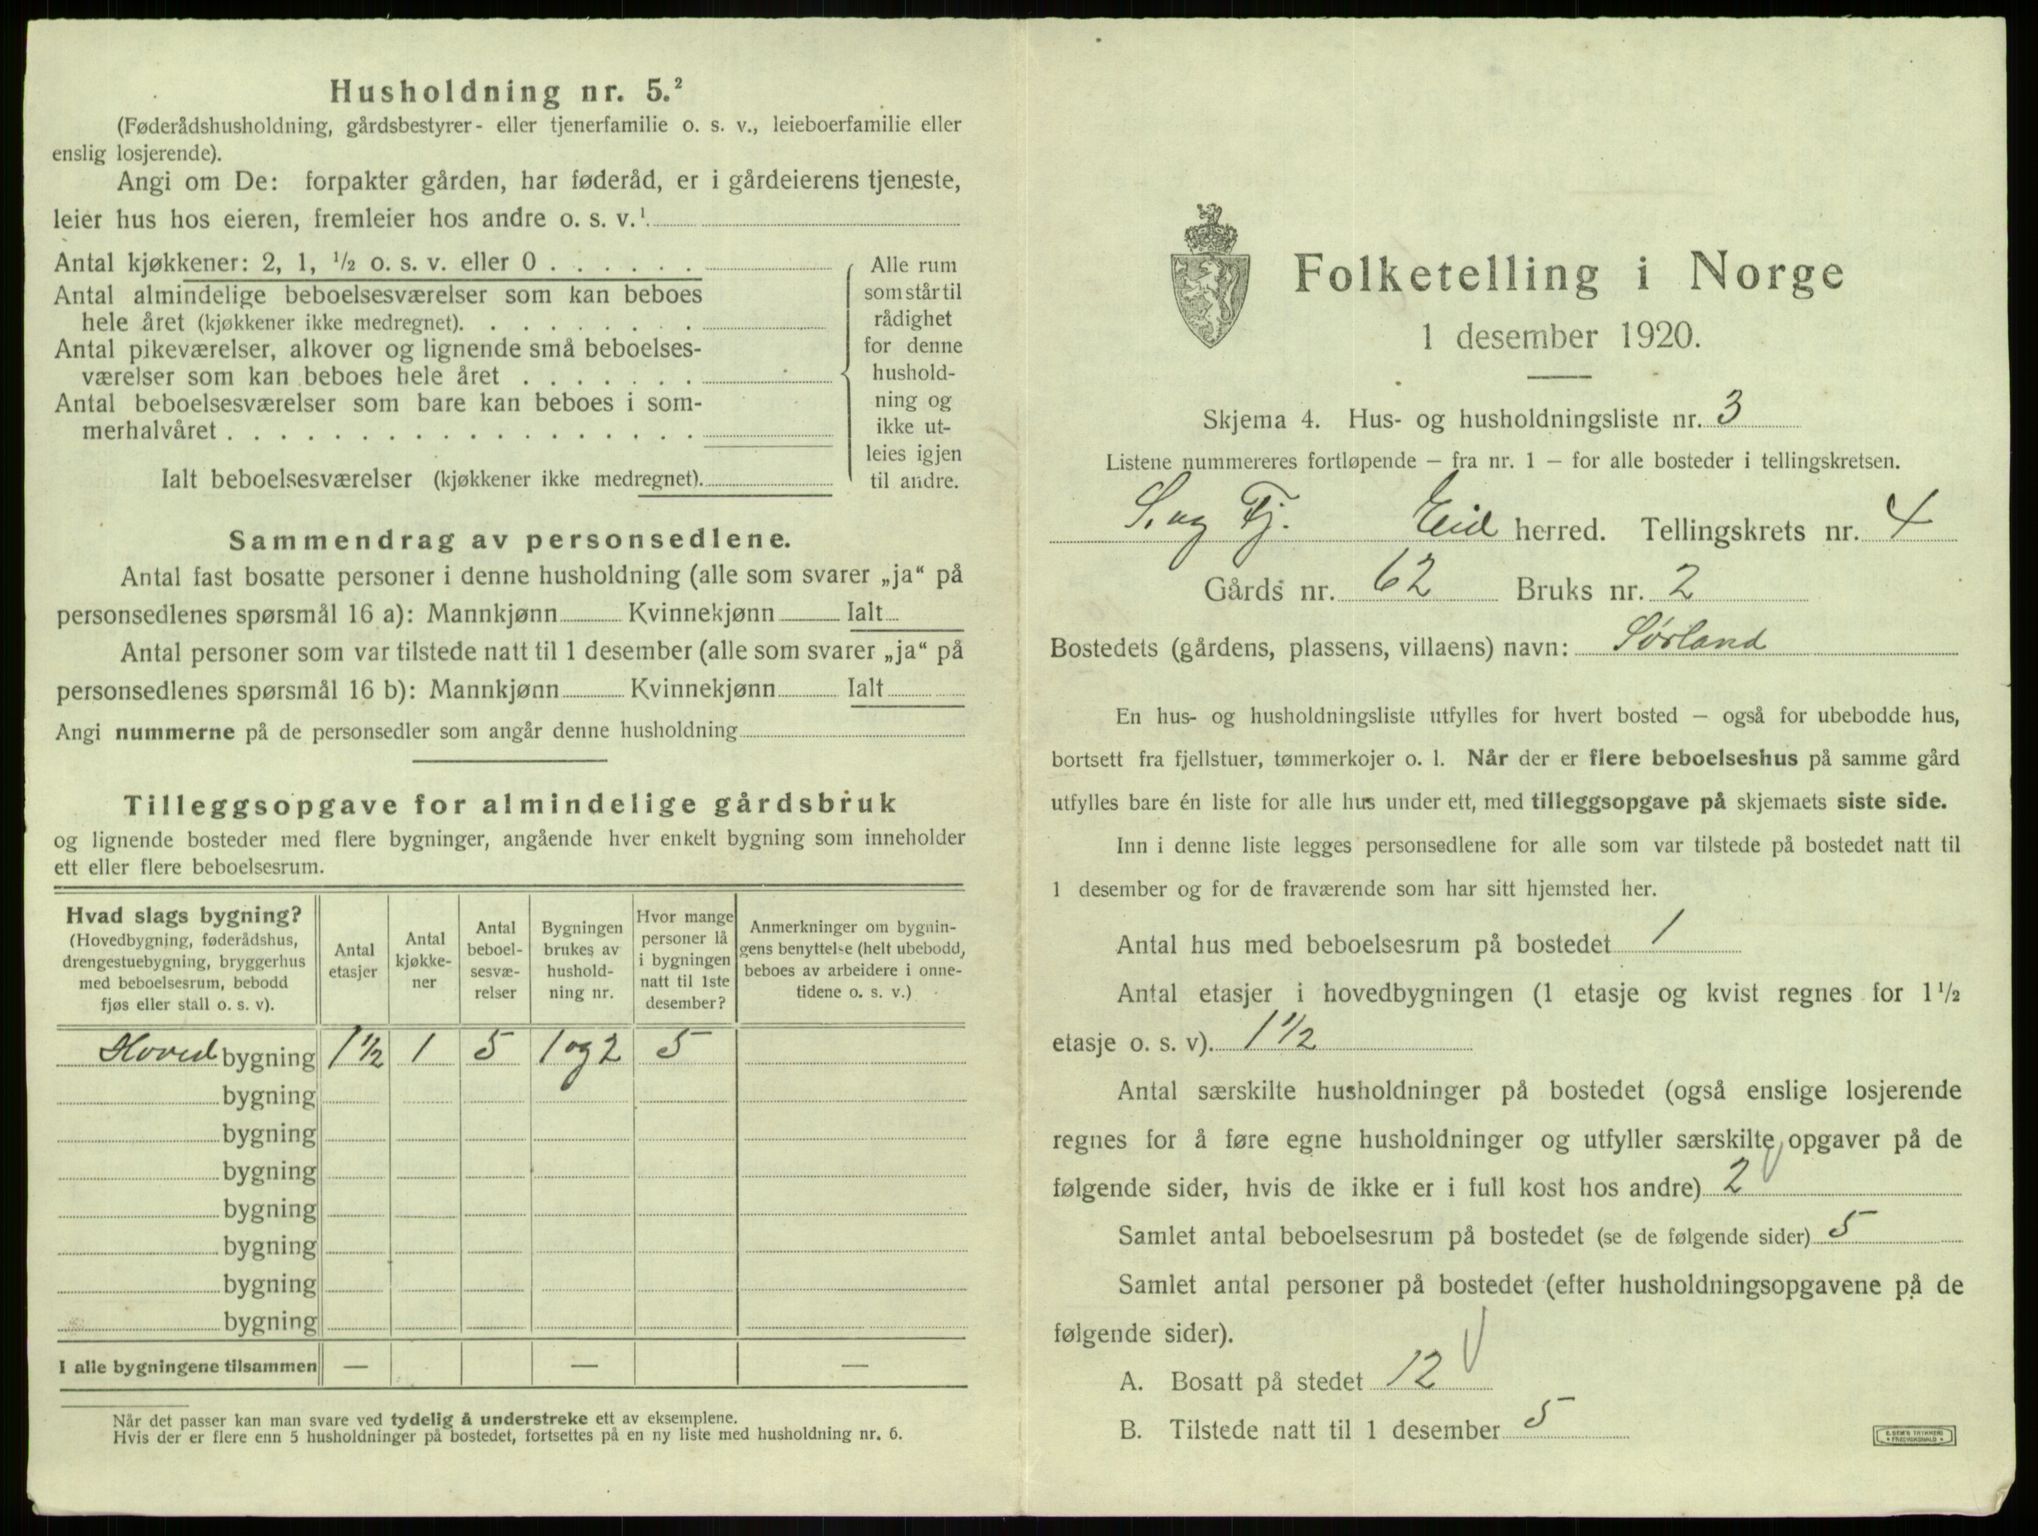 Husholdning nr. 5.²
(Føderådshusholdning, gårdsbestyrer- eller tjenerfamilie o. s. v., leieboerfamilie eller
enslig losjerende).
Angi om De: forpakter gården, har føderåd, er i gårdeierens tjeneste,
leier hus hos eieren, fremleier hos andre o. s. v.¹
Antal kjøkkener: 2, 1, ½ o. s. v. eller 0 . . . . . .
Antal almindelige beboelsesværelser som kan beboes
hele året (kjøkkener ikke medregnet). . . . . . . . .
Antal pikeværelser, alkover og lignende små beboelses-
værelser som kan beboes hele året . . . . . . .
Antal beboelsesværelser som bare kan beboes i som-
merhalvåret . . . . . . . . . . . . . . . . . .
Ialt beboelsesværelser (kjøkkener ikke medregnet).
Alle rum
som står til
rådighet
for denne
hushold-
ning og
ikke ut-
leies igjen
til andre.
Sammendrag av personsedlene.
Antal fast bosatte personer i denne husholdning (alle som svarer „ja“ på
personsedlenes spørsmål 16 a): Mannkjønn Kvinnekjønn Ialt
Antal personer som var tilstede natt til 1 desember (alle som svarer „ja“ på
personsedlenes spørsmål 16 b): Mannkjønn Kvinnekjønn Ialt
Angi nummerne på de personsedler som angår denne husholdning
Tilleggsopgave for almindelige gårdsbruk
og lignende bosteder med flere bygninger, angående hver enkelt bygning som inneholder
ett eller flere beboelsesrum.
Hvad slags bygning?
(Hovedbygning, føderådshus,
drengestuebygning, bryggerhus
med beboelsesrum, bebodd
fjøs eller stall o. s. v).
Antal
etasjer
Antal
kjøkke-
ner
Antal
beboel-
sesvæ-
relser
Bygningen
brukes av
hushold-
ning nr.
Hvor mange
personer lå
i bygningen
natt til 1ste
desember?
Anmerkninger om bygnin-
gens benyttelse (helt ubebodd,
beboes av arbeidere i onne-
tidene o. s. v.)
Hoved bygning 1½ 1 5 1 og 2 5
bygning
bygning
bygning
bygning
bygning
bygning
bygning
I alle bygningene tilsammen — — —
Når det passer kan man svare ved tydelig å understreke ett av eksemplene.
Hvis der er flere enn 5 husholdninger på bostedet, fortsettes på en ny liste med husholdning nr. 6.
Folketelling i Norge
1 desember 1920.
Skjema 4. Hus- og husholdningsliste nr. 3
Listene nummereres fortløpende — fra nr. 1 — for alle bosteder i tellingskretsen.
S. og Fj. Eid herred. Tellingskrets nr. 4
Gårds nr. 62 Bruks nr. 2
Bostedets (gårdens, plassens, villaens) navn: Sørland
En hus- og husholdningsliste utfylles for hvert bosted — også for ubebodde hus,
bortsett fra fjellstuer, tømmerkojer o. l. Når der er flere beboelseshus på samme gård
utfylles bare én liste for alle hus under ett, med tilleggsopgave på skjemaets siste side.
Inn i denne liste legges personsedlene for alle som var tilstede på bostedet natt til
1 desember og for de fraværende som har sitt hjemsted her.
Antal hus med beboelsesrum på bostedet 1
Antal etasjer i hovedbygningen (1 etasje og kvist regnes for 1½
etasje o. s. v). 1½
Antal særskilte husholdninger på bostedet (også enslige losjerende
regnes for å føre egne husholdninger og utfyller særskilte opgaver på de
følgende sider, hvis de ikke er i full kost hos andre) 2
Samlet antal beboelsesrum på bostedet (se de følgende sider) 5
Samlet antal personer på bostedet (efter husholdningsopgavene på de
følgende sider).
A. Bosatt på stedet 12
B. Tilstede natt til 1 desember 5